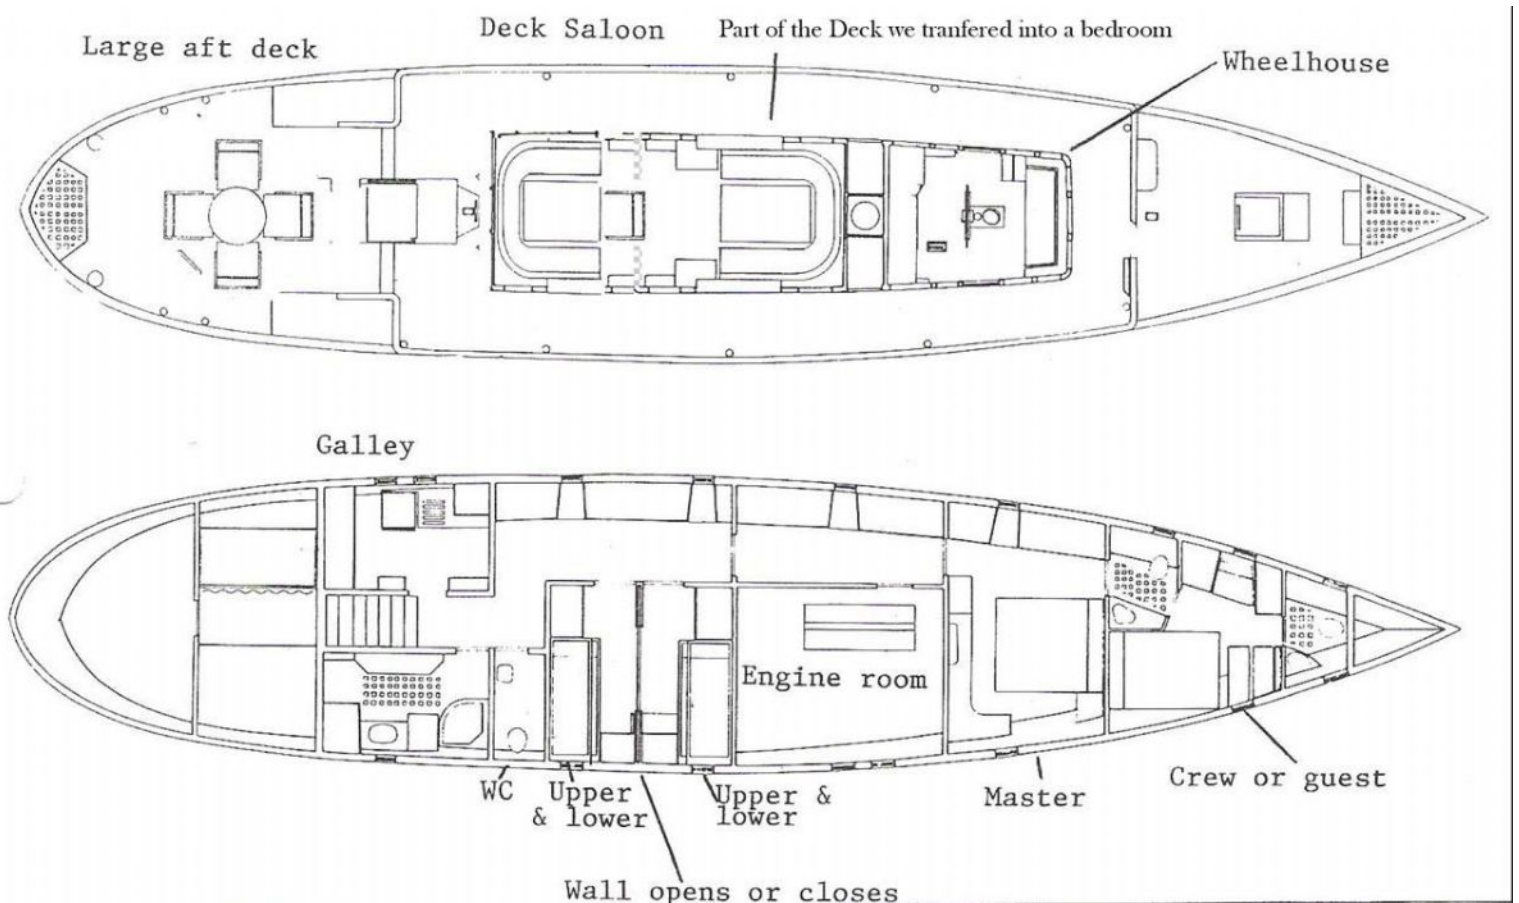 Large aft deck
Deck Saloon
Part of the Deck we tranfered into a bedroom
Wheelhouse
Galley
Engine room
WC
Upper
& lower
Upper &
lower
Master
Crew or guest
Wall opens or closes